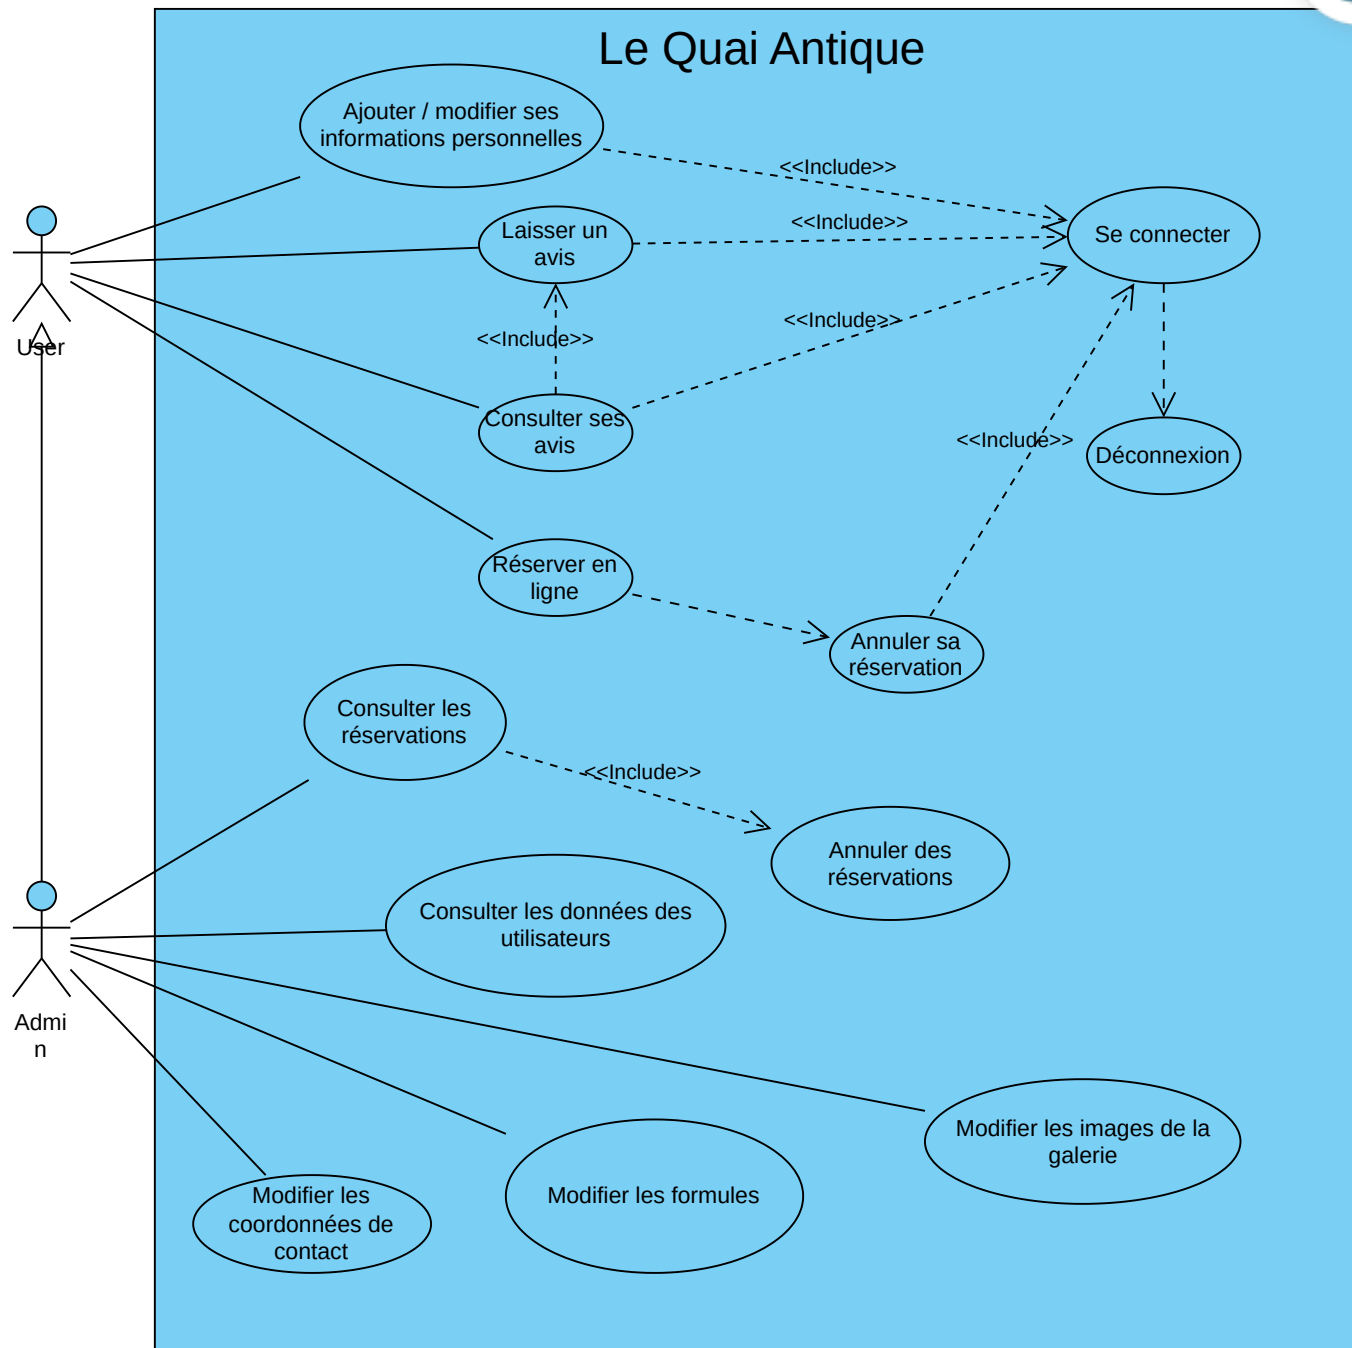 Le Quai Antique
Ajouter / modifier ses
informations personnelles
<<Include>>
Laisser un
avis
<<Include>>
Se connecter
User
<<Include>>
<<Include>>
Consulter ses
avis
<<Include>>
Déconnexion
Réserver en
ligne
Annuler sa
réservation
Consulter les
réservations
<<Include>>
Annuler des
réservations
Consulter les données des
utilisateurs
Admi
n
Modifier les images de la
galerie
Modifier les formules
Modifier les
coordonnées de
contact